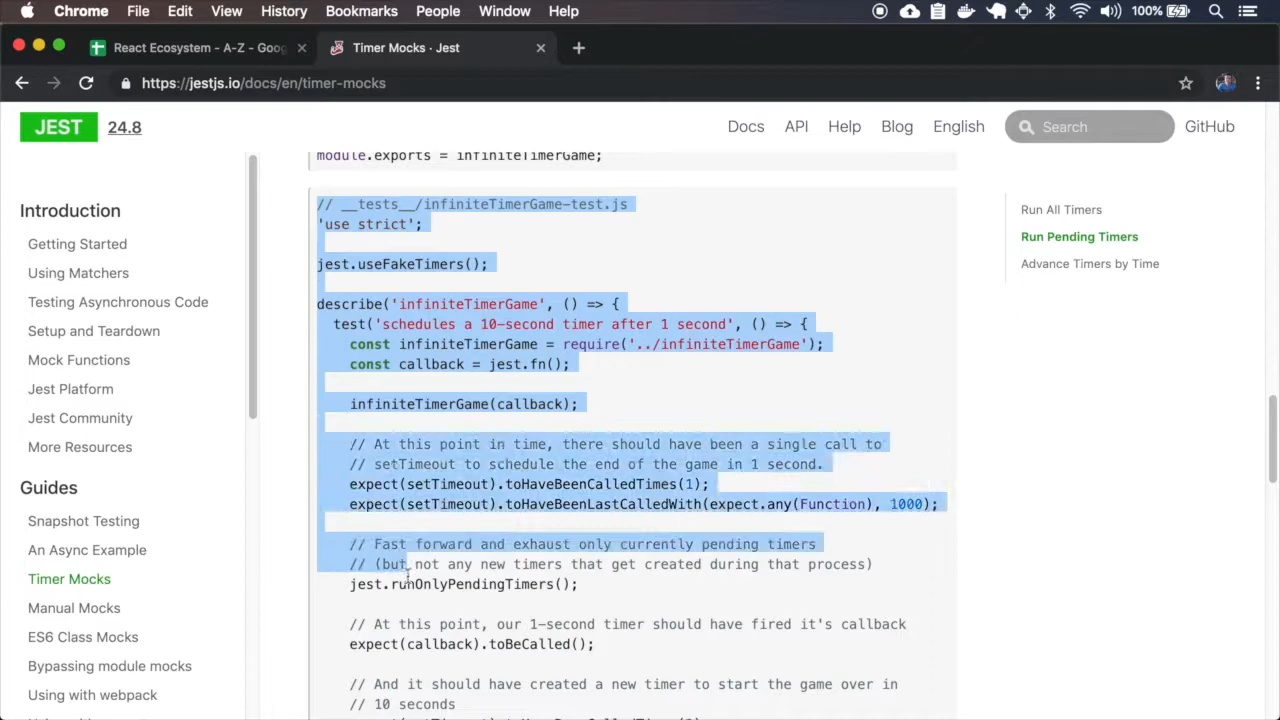 Chrome File Edit View History Bookmarks People Window Help 100%
React Ecosystem - A-Z - Goog
Timer Mocks · Jest
https://jestjs.io/docs/en/timer-mocks
JEST 24.8
Docs API Help Blog English Search GitHub
Introduction
Getting Started
Using Matchers
Testing Asynchronous Code
Setup and Teardown
Mock Functions
Jest Platform
Jest Community
More Resources
Guides
Snapshot Testing
An Async Example
Timer Mocks
Manual Mocks
ES6 Class Mocks
Bypassing module mocks
Using with webpack
module.exports = infiniteTimerGame;
// __tests__/infiniteTimerGame-test.js
'use strict';
jest.useFakeTimers();
describe('infiniteTimerGame', () => {
test('schedules a 10-second timer after 1 second', () => {
const infiniteTimerGame = require('../infiniteTimerGame');
const callback = jest.fn();
infiniteTimerGame(callback);
// At this point in time, there should have been a single call to
// setTimeout to schedule the end of the game in 1 second.
expect(setTimeout).toHaveBeenCalledTimes(1);
expect(setTimeout).toHaveBeenLastCalledWith(expect.any(Function), 1000);
// Fast forward and exhaust only currently pending timers
// (but not any new timers that get created during that process)
jest.runOnlyPendingTimers();
// At this point, our 1-second timer should have fired it's callback
expect(callback).toBeCalled();
// And it should have created a new timer to start the game over in
// 10 seconds
Run All Timers
Run Pending Timers
Advance Timers by Time